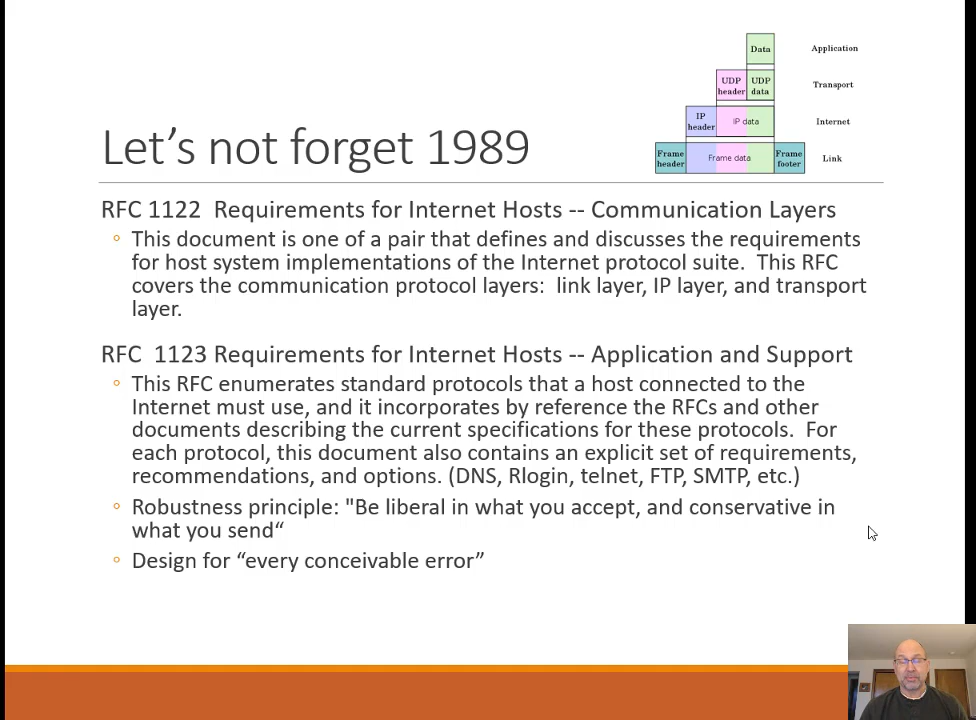 Data
Application
UDP header
UDP data
Transport
IP header
IP data
Internet
Frame header
Frame data
Frame footer
Link
Let's not forget 1989
RFC 1122  Requirements for Internet Hosts -- Communication Layers
◦ This document is one of a pair that defines and discusses the requirements
for host system implementations of the Internet protocol suite.  This RFC
covers the communication protocol layers:  link layer, IP layer, and transport
layer.
RFC  1123 Requirements for Internet Hosts -- Application and Support
◦ This RFC enumerates standard protocols that a host connected to the
Internet must use, and it incorporates by reference the RFCs and other
documents describing the current specifications for these protocols.  For
each protocol, this document also contains an explicit set of requirements,
recommendations, and options. (DNS, Rlogin, telnet, FTP, SMTP, etc.)
◦ Robustness principle: "Be liberal in what you accept, and conservative in
what you send“
◦ Design for “every conceivable error”